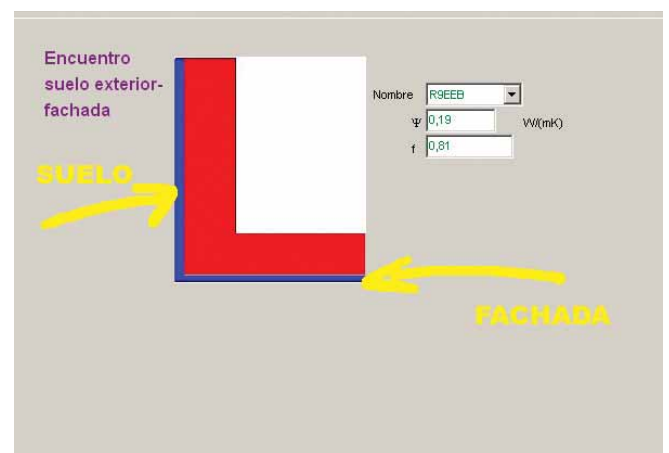 Encuentro
suelo exterior-
fachada
Nombre R9EEB
Ψ 0,19 W/(mK)
f 0,81
SUELO
FACHADA